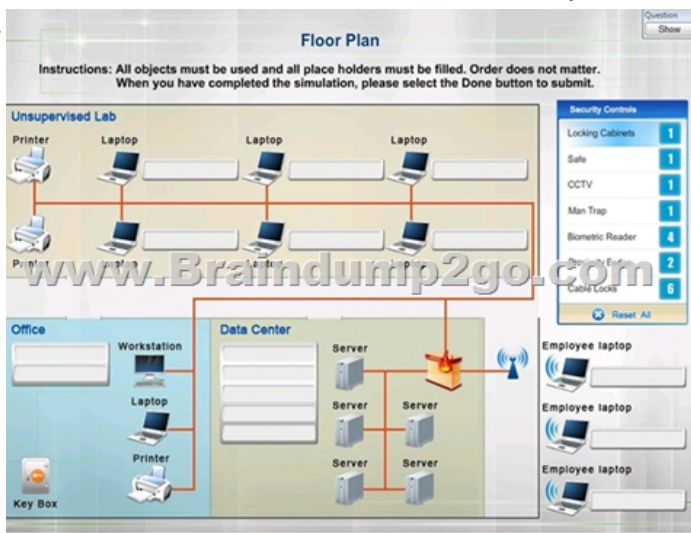 Question
Show
Floor Plan
Instructions: All objects must be used and all place holders must be filled. Order does not matter.
When you have completed the simulation, please select the Done button to submit.
Unsupervised Lab
Printer Laptop Laptop Laptop
Printer Laptop Laptop Laptop
www.Braindump2go.com
Security Controls
Locking Cabinets 1
Safe 1
CCTV 1
Man Trap 1
Biometric Reader 4
2
Cable Locks 6
Reset All
Office
Workstation
Laptop
Printer
Key Box
Data Center
Server
Server Server
Server Server
Employee laptop
Employee laptop
Employee laptop